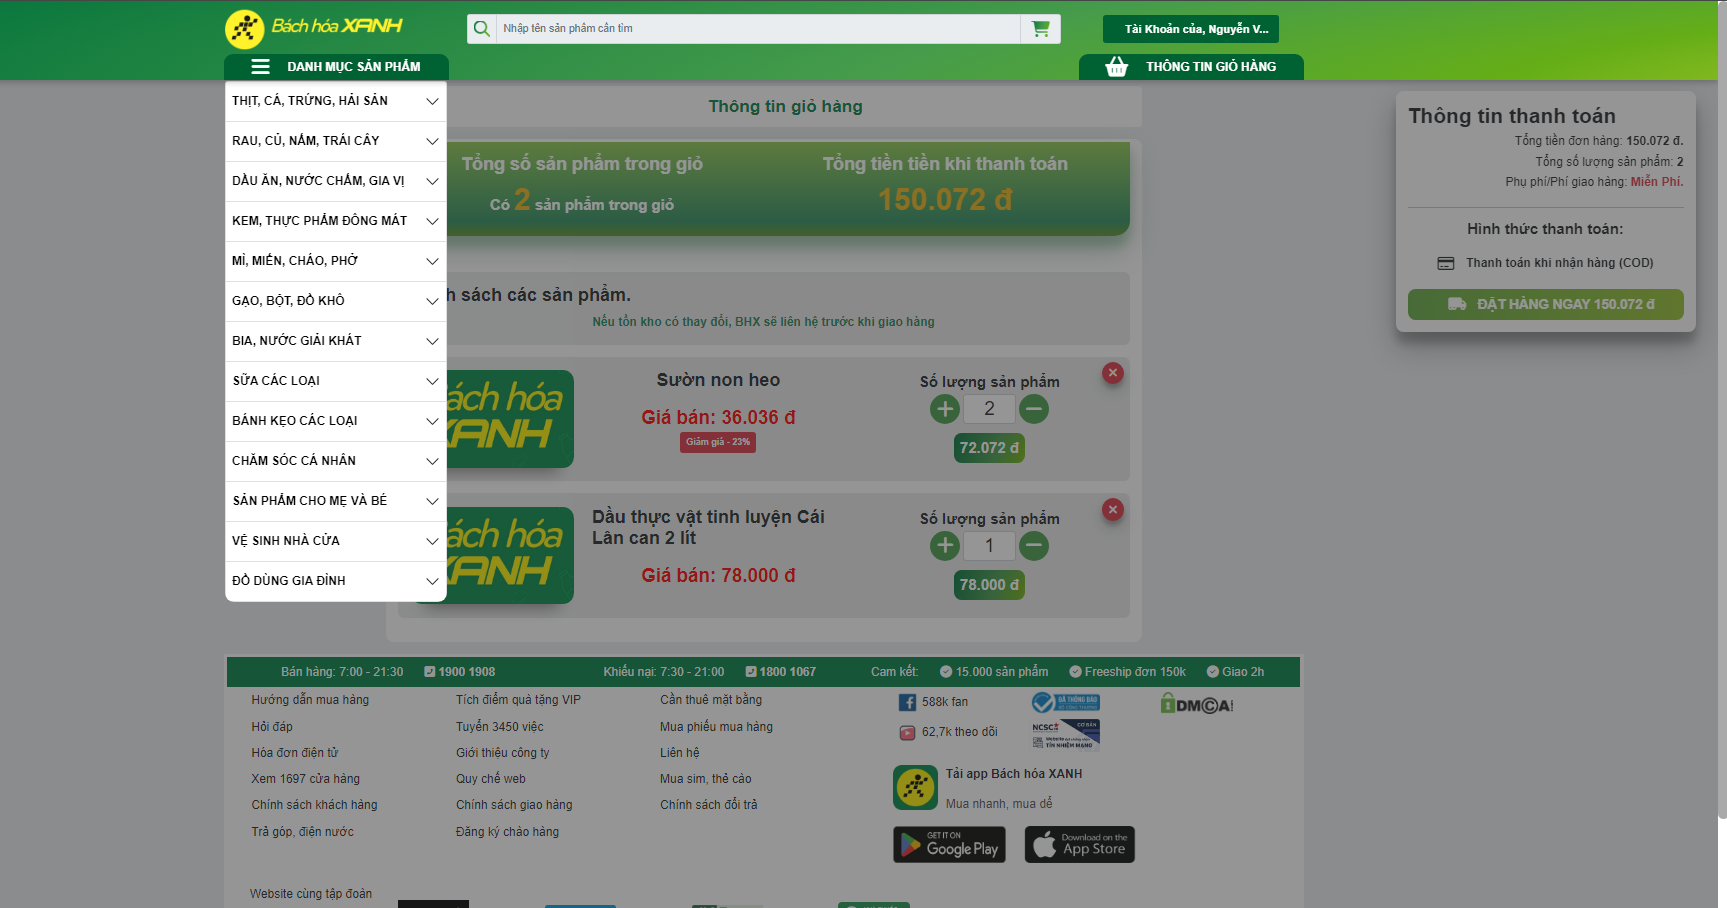 Bách hóa XANH
Nhập tên sản phẩm cần tìm
Tài Khoản của, Nguyễn V...
DANH MỤC SẢN PHẨM
THÔNG TIN GIỎ HÀNG
THỊT, CÁ, TRỨNG, HẢI SẢN
RAU, CỦ, NẤM, TRÁI CÂY
DẦU ĂN, NƯỚC CHẤM, GIA VỊ
KEM, THỰC PHẨM ĐÔNG MÁT
MÌ, MIẾN, CHÁO, PHỞ
GẠO, BỘT, ĐỒ KHÔ
BIA, NƯỚC GIẢI KHÁT
SỮA CÁC LOẠI
BÁNH KẸO CÁC LOẠI
CHĂM SÓC CÁ NHÂN
SẢN PHẨM CHO MẸ VÀ BÉ
VỆ SINH NHÀ CỬA
ĐỒ DÙNG GIA ĐÌNH
Thông tin giỏ hàng
Tổng số sản phẩm trong giỏ
Có 2 sản phẩm trong giỏ
Tổng tiền tiền khi thanh toán
150.072 đ
h sách các sản phẩm.
Nếu tồn kho có thay đổi, BHX sẽ liên hệ trước khi giao hàng
ách hóa
XANH
Sườn non heo
Giá bán: 36.036 đ
Giảm giá - 23%
Số lượng sản phẩm
2
72.072 đ
ách hóa
XANH
Dầu thực vật tinh luyện Cái
Lân can 2 lít
Giá bán: 78.000 đ
Số lượng sản phẩm
1
78.000 đ
Thông tin thanh toán
Tổng tiền đơn hàng: 150.072 đ.
Tổng số lượng sản phẩm: 2
Phụ phí/Phí giao hàng: Miễn Phí.
Hình thức thanh toán:
Thanh toán khi nhận hàng (COD)
ĐẶT HÀNG NGAY 150.072 đ
Bán hàng: 7:00 - 21:30 1900 1908 Khiếu nại: 7:30 - 21:00 1800 1067 Cam kết: 15.000 sản phẩm Freeship đơn 150k Giao 2h
Hướng dẫn mua hàng
Hỏi đáp
Hóa đơn điện tử
Xem 1697 cửa hàng
Chính sách khách hàng
Trả góp, điện nước
Tích điểm quà tặng VIP
Tuyển 3450 việc
Giới thiệu công ty
Quy chế web
Chính sách giao hàng
Đăng ký chào hàng
Cần thuê mặt bằng
Mua phiếu mua hàng
Liên hệ
Mua sim, thẻ cào
Chính sách đổi trả
588k fan
62,7k theo dõi
ĐÃ THÔNG BÁO
BỘ CÔNG THƯƠNG
NCSC
CƠ BẢN
TÍN NHIỆM MẠNG
DMCA
Tải app Bách hóa XANH
Mua nhanh, mua dể
GET IT ON
Google Play
Download on the
App Store
Website cùng tập đoàn